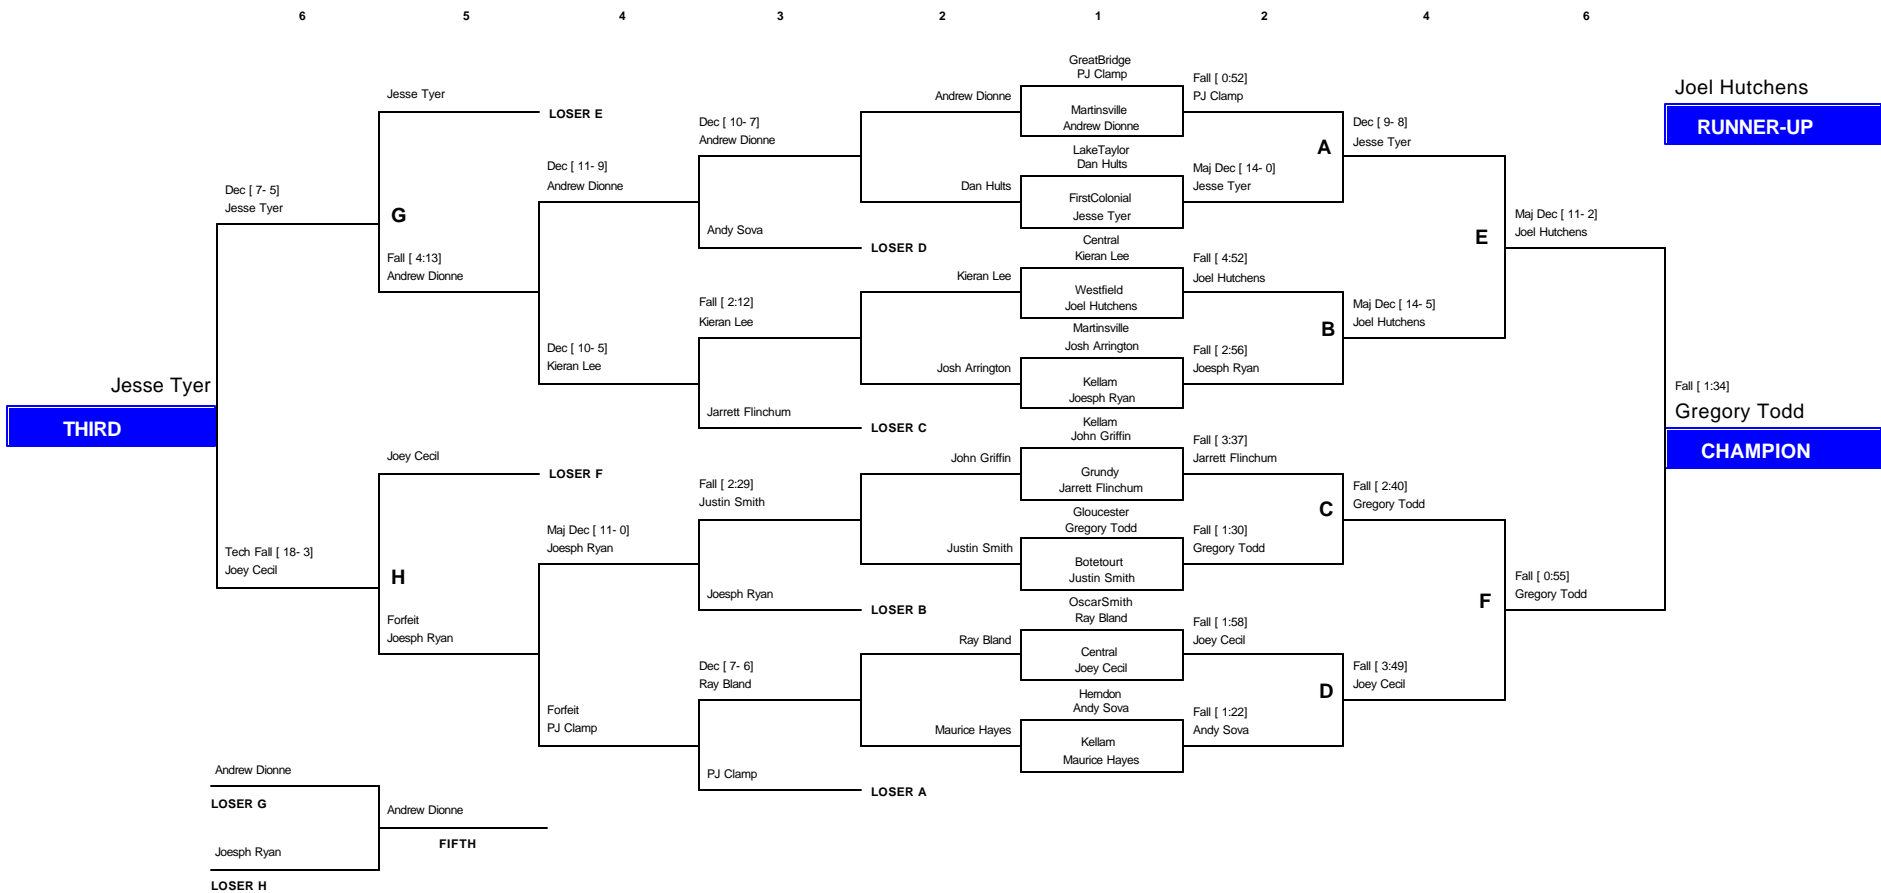 6 5 4 3 2 1 2 4 6
Jesse Tyer
LOSER E
Dec [ 7- 5]
Jesse Tyer
G
Fall [ 4:13]
Andrew Dionne
Jesse Tyer
THIRD
Joey Cecil
LOSER F
Tech Fall [ 18- 3]
Joey Cecil
H
Forfeit
Joesph Ryan
Andrew Dionne
LOSER G
Andrew Dionne
FIFTH
Joesph Ryan
LOSER H
Dec [ 11- 9]
Andrew Dionne
Dec [ 10- 5]
Kieran Lee
Maj Dec [ 11- 0]
Joesph Ryan
Forfeit
PJ Clamp
Dec [ 10- 7]
Andrew Dionne
Andy Sova
LOSER D
Fall [ 2:12]
Kieran Lee
Jarrett Flinchum
LOSER C
Fall [ 2:29]
Justin Smith
Joesph Ryan
LOSER B
Dec [ 7- 6]
Ray Bland
PJ Clamp
LOSER A
Andrew Dionne
Dan Hults
Kieran Lee
Josh Arrington
John Griffin
Justin Smith
Ray Bland
Maurice Hayes
GreatBridge
PJ Clamp
Martinsville
Andrew Dionne
LakeTaylor
Dan Hults
FirstColonial
Jesse Tyer
Central
Kieran Lee
Westfield
Joel Hutchens
Martinsville
Josh Arrington
Kellam
Joesph Ryan
Kellam
John Griffin
Grundy
Jarrett Flinchum
Gloucester
Gregory Todd
Botetourt
Justin Smith
OscarSmith
Ray Bland
Central
Joey Cecil
Herndon
Andy Sova
Kellam
Maurice Hayes
Fall [ 0:52]
PJ Clamp
A
Maj Dec [ 14- 0]
Jesse Tyer
Fall [ 4:52]
Joel Hutchens
B
Fall [ 2:56]
Joesph Ryan
Fall [ 3:37]
Jarrett Flinchum
C
Fall [ 1:30]
Gregory Todd
Fall [ 1:58]
Joey Cecil
D
Fall [ 1:22]
Andy Sova
Dec [ 9- 8]
Jesse Tyer
E
Maj Dec [ 14- 5]
Joel Hutchens
Fall [ 2:40]
Gregory Todd
F
Fall [ 3:49]
Joey Cecil
Maj Dec [ 11- 2]
Joel Hutchens
Fall [ 0:55]
Gregory Todd
Joel Hutchens
RUNNER-UP
Fall [ 1:34]
Gregory Todd
CHAMPION